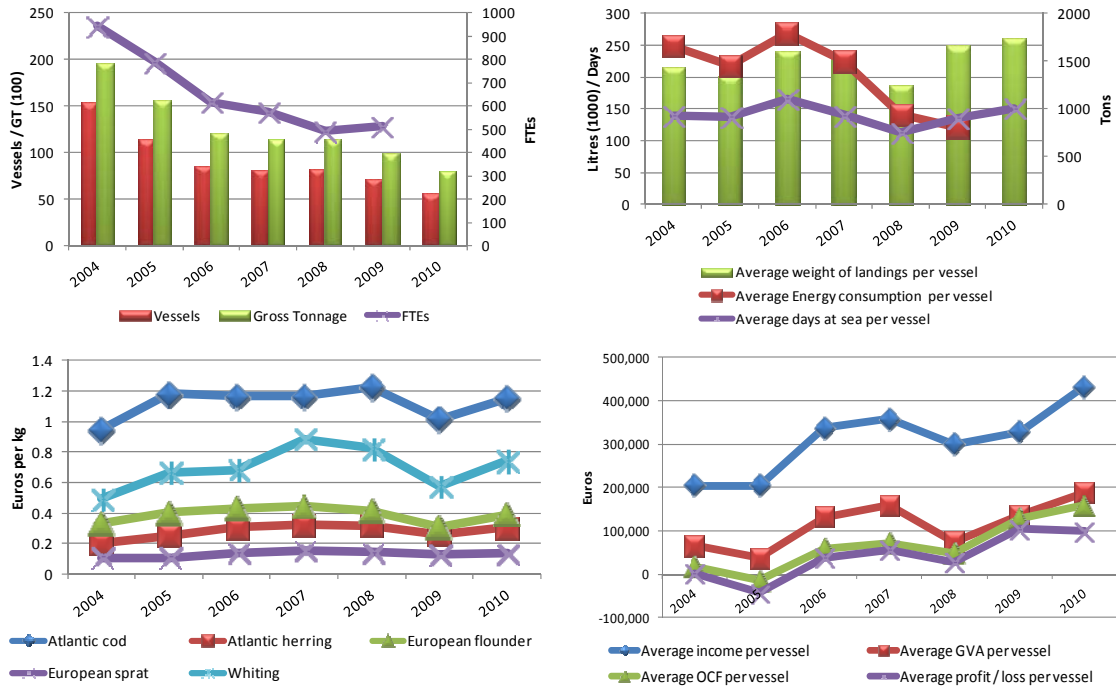 250
200
150
100
50
0
Vessels / GT (100)
1000
900
800
700
600
500
400
300
200
100
0
FTEs
2004 2005 2006 2007 2008 2009 2010
Vessels Gross Tonnage FTEs
300
250
200
150
100
50
0
Litres (1000) / Days
2000
1500
1000
500
0
Tons
2004 2005 2006 2007 2008 2009 2010
Average weight of landings per vessel
Average Energy consumption per vessel
Average days at sea per vessel
1.4
1.2
1
0.8
0.6
0.4
0.2
0
Euros per kg
2004 2005 2006 2007 2008 2009 2010
Atlantic cod Atlantic herring European flounder
European sprat Whiting
500,000
400,000
300,000
200,000
100,000
0
-100,000
Euros
2004 2005 2006 2007 2008 2009 2010
Average income per vessel Average GVA per vessel
Average OCF per vessel Average profit / loss per vessel